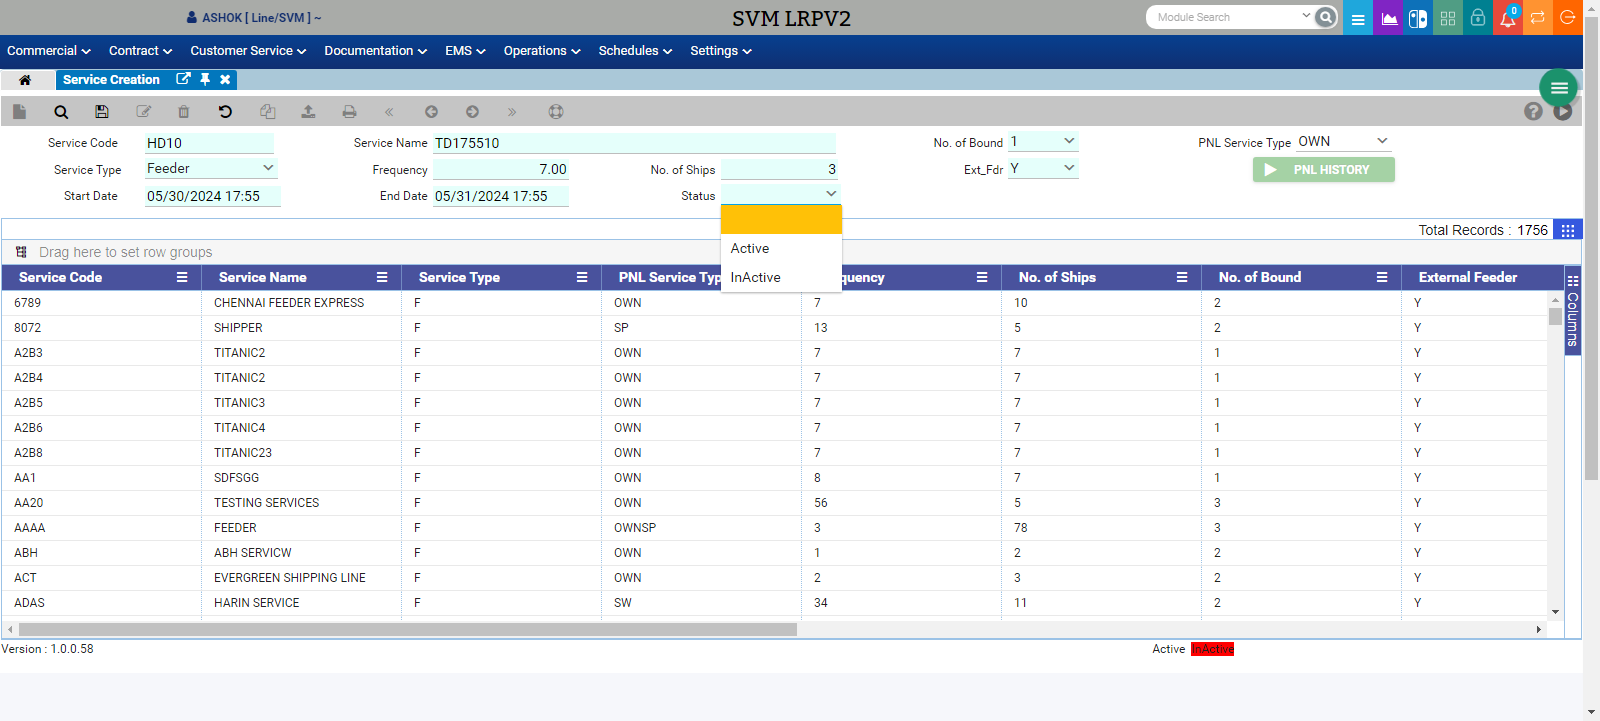 ASHOK [ Line/SVM ] ~
SVM LRPV2
Module Search
0
Commercial Contract Customer Service Documentation EMS Operations Schedules Settings
Service Creation
Service Code HD10 Service Name TD175510 No. of Bound 1 PNL Service Type OWN
Service Type Feeder Frequency 7.00 No. of Ships 3 Ext_Fdr Y PNL HISTORY
Start Date 05/30/2024 17:55 End Date 05/31/2024 17:55 Status
Active
InActive
Total Records : 1756
Drag here to set row groups
Service Code Service Name Service Type PNL Service Typ quency No. of Ships No. of Bound External Feeder
Columns
6789 CHENNAI FEEDER EXPRESS F OWN 7 10 2 Y
8072 SHIPPER F SP 13 5 2 Y
A2B3 TITANIC2 F OWN 7 7 1 Y
A2B4 TITANIC2 F OWN 7 7 1 Y
A2B5 TITANIC3 F OWN 7 7 1 Y
A2B6 TITANIC4 F OWN 7 7 1 Y
A2B8 TITANIC23 F OWN 7 7 1 Y
AA1 SDFSGG F OWN 8 7 1 Y
AA20 TESTING SERVICES F OWN 56 5 3 Y
AAAA FEEDER F OWNSP 3 78 3 Y
ABH ABH SERVICW F OWN 1 2 2 Y
ACT EVERGREEN SHIPPING LINE F OWN 2 3 2 Y
ADAS HARIN SERVICE F SW 34 11 2 Y
Version : 1.0.0.58
Active InActive